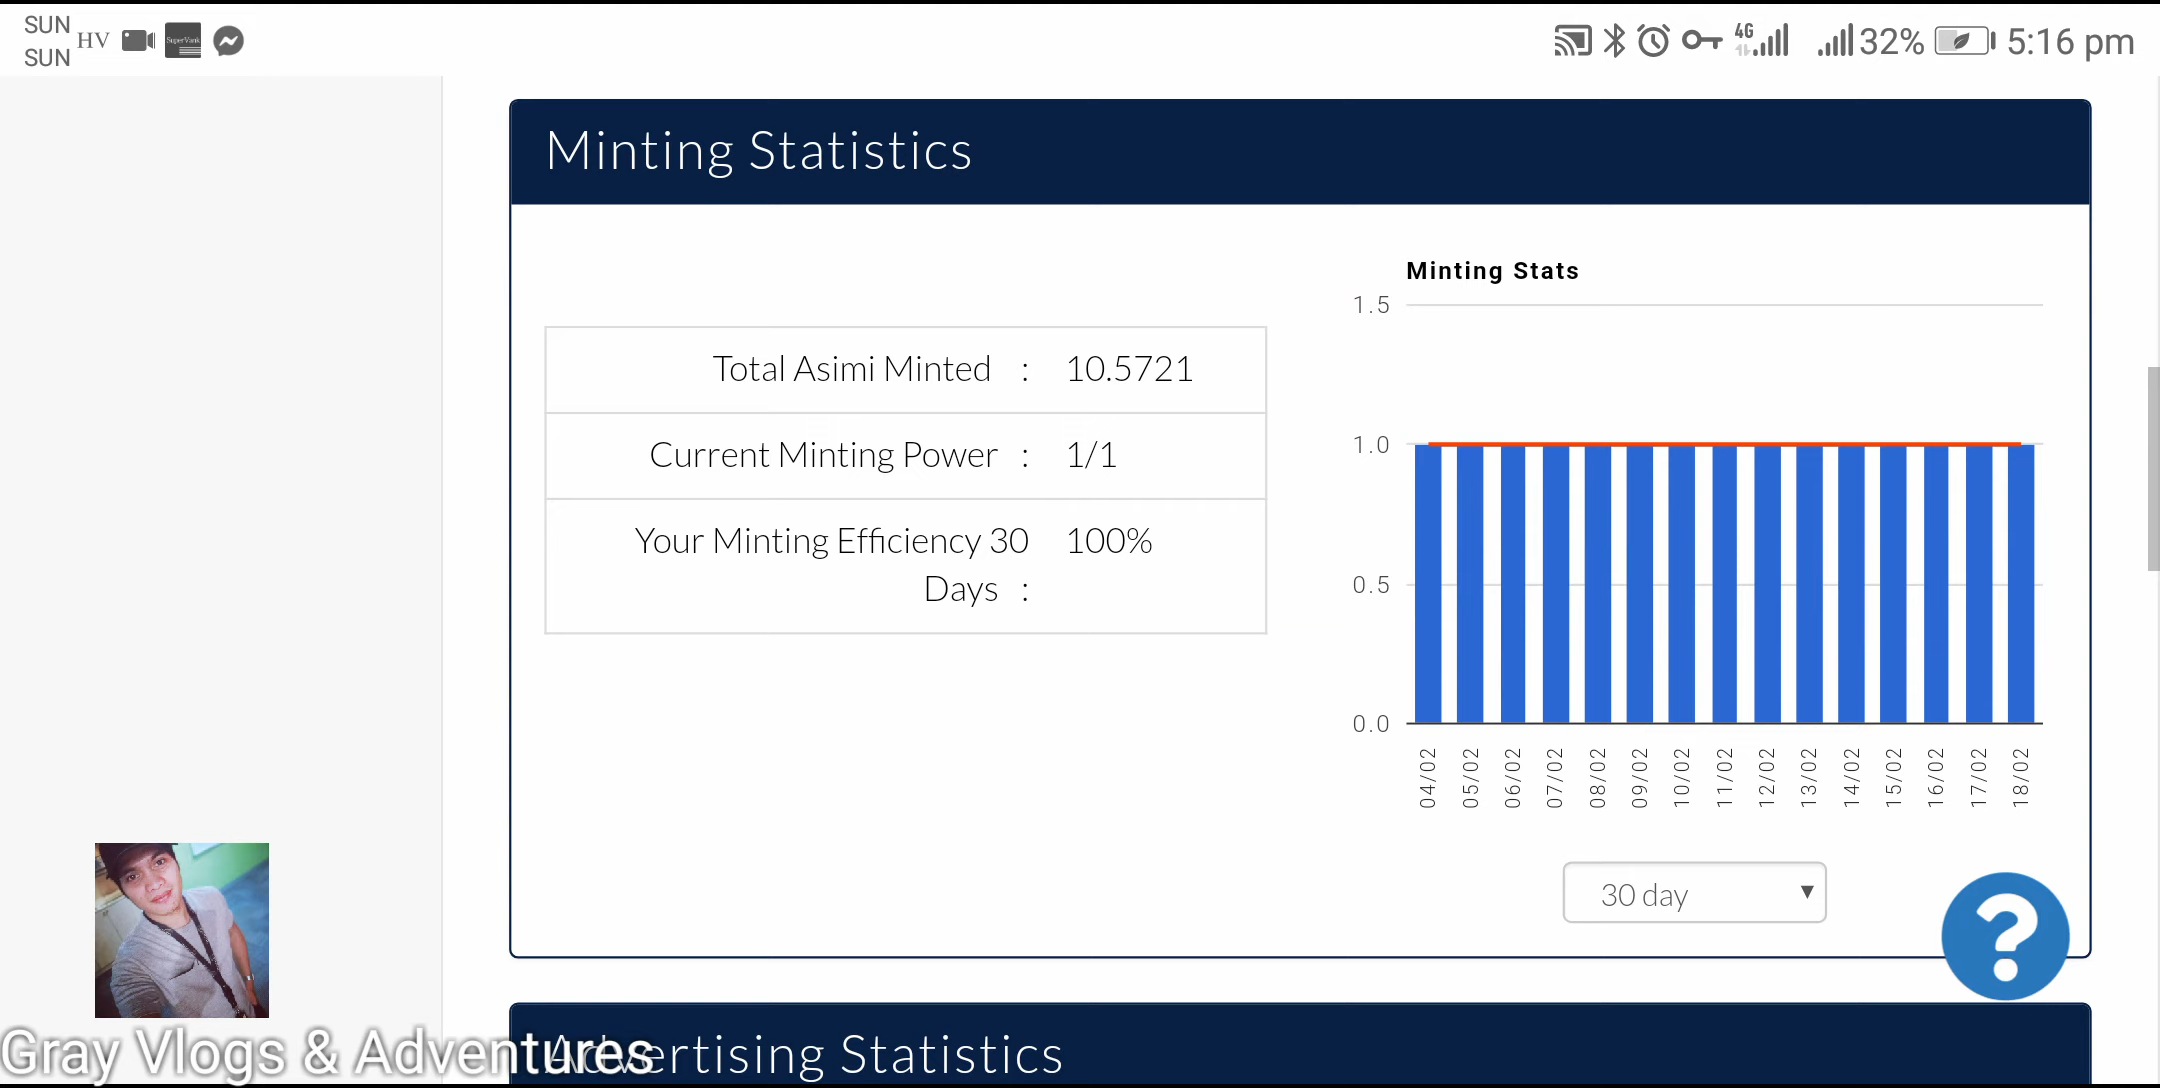 SUN HV
SUN
SuperVank
4G 32% 5:16 pm
Minting Statistics
Total Asimi Minted : 10.5721
Current Minting Power : 1/1
Your Minting Efficiency 30 100%
Days :
Minting Stats
1.5
1.0
0.5
0.0
04/02
05/02
06/02
07/02
08/02
09/02
10/02
11/02
12/02
13/02
14/02
15/02
16/02
17/02
18/02
30 day
?
Gray Vlogs & Adventures
Advertising Statistics